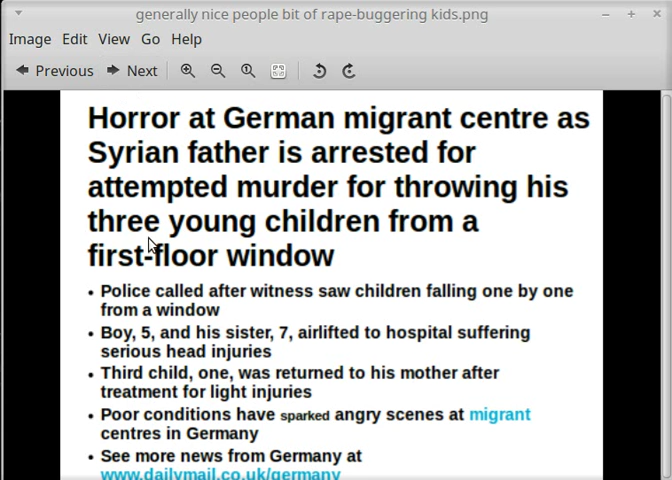 generally nice people bit of rape-buggering kids.png
Image Edit View Go Help
Previous Next
Horror at German migrant centre as
Syrian father is arrested for
attempted murder for throwing his
three young children from a
first-floor window
• Police called after witness saw children falling one by one
from a window
• Boy, 5, and his sister, 7, airlifted to hospital suffering
serious head injuries
• Third child, one, was returned to his mother after
treatment for light injuries
• Poor conditions have sparked angry scenes at migrant
centres in Germany
• See more news from Germany at
www.dailymail.co.uk/germany